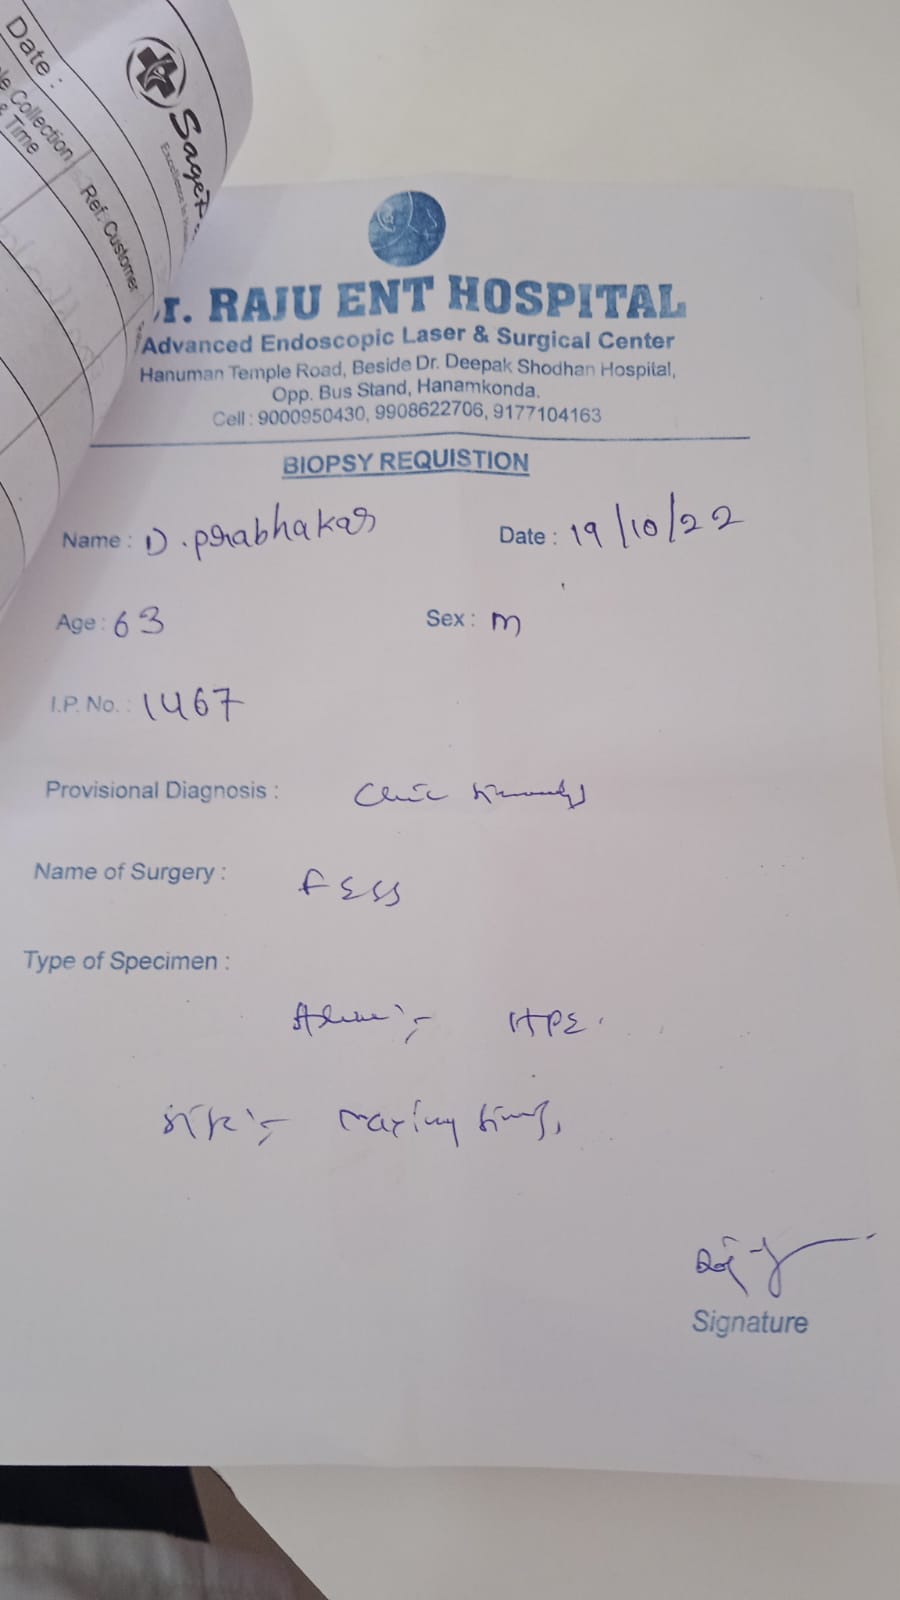 Date :
le Collection
& Time
Ref. Customer
r. RAJU ENT HOSPITAL
Advanced Endoscopic Laser & Surgical Center
Hanuman Temple Road, Beside Dr. Deepak Shodhan Hospital,
Opp. Bus Stand, Hanamkonda.
Cell : 9000950430, 9908622706, 9177104163
BIOPSY REQUISTION
Name : D. Prabhakar Date : 19/10/22
Age : 63 Sex : m
I.P. No. : 1467
Provisional Diagnosis :
Name of Surgery : FESS
Type of Specimen :
HPE.
Site :-
Signature